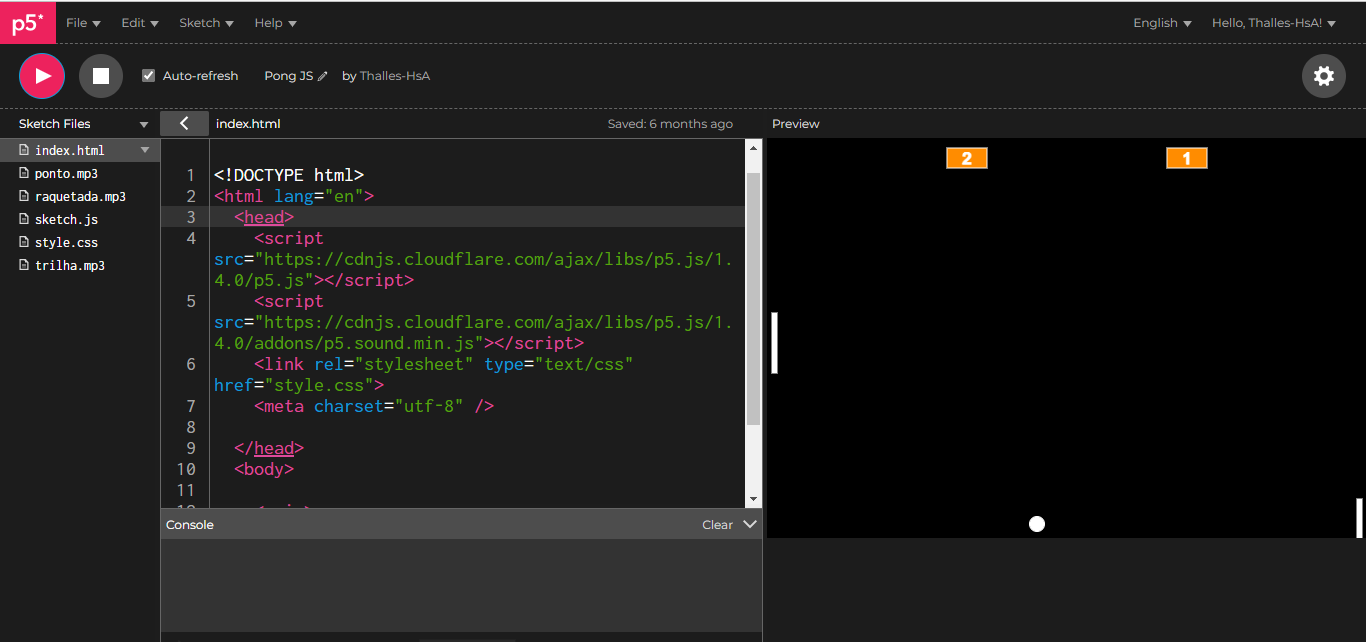 p5* File Edit Sketch Help English Hello, Thalles-HsA!
Auto-refresh Pong JS by Thalles-HsA
Sketch Files
index.html
ponto.mp3
raquetada.mp3
sketch.js
style.css
trilha.mp3
index.html Saved: 6 months ago
1 <!DOCTYPE html>
2 <html lang="en">
3 <head>
4 <script
src="https://cdnjs.cloudflare.com/ajax/libs/p5.js/1.
4.0/p5.js"></script>
5 <script
src="https://cdnjs.cloudflare.com/ajax/libs/p5.js/1.
4.0/addons/p5.sound.min.js"></script>
6 <link rel="stylesheet" type="text/css"
href="style.css">
7 <meta charset="utf-8" />
8
9 </head>
10 <body>
11
Console Clear
Preview
2 1